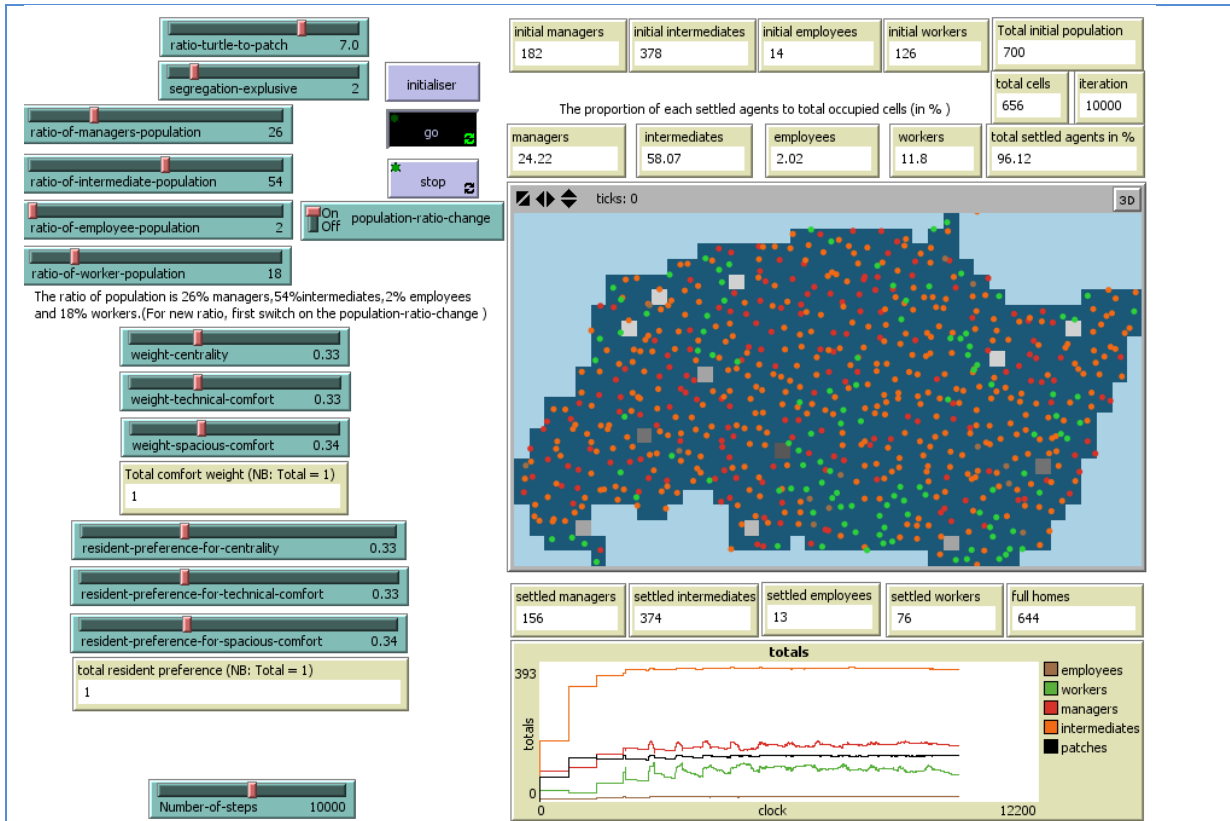 ratio-turtle-to-patch 7.0
segregation-explusive 2
ratio-of-managers-population 26
ratio-of-intermediate-population 54
ratio-of-employee-population 2
ratio-of-worker-population 18
initialiser
go
stop
On
Off
population-ratio-change
The ratio of population is 26% managers,54%intermediates,2% employees
and 18% workers.(For new ratio, first switch on the population-ratio-change )
weight-centrality 0.33
weight-technical-comfort 0.33
weight-spacious-comfort 0.34
Total comfort weight (NB: Total = 1)
1
resident-preference-for-centrality 0.33
resident-preference-for-technical-comfort 0.33
resident-preference-for-spacious-comfort 0.34
total resident preference (NB: Total = 1)
1
Number-of-steps 10000
initial managers
182
initial intermediates
378
initial employees
14
initial workers
126
Total initial population
700
total cells
656
iteration
10000
The proportion of each settled agents to total occupied cells (in % )
managers
24.22
intermediates
58.07
employees
2.02
workers
11.8
total settled agents in %
96.12
ticks: 0
3D
settled managers
156
settled intermediates
374
settled employees
13
settled workers
76
full homes
644
totals
393
totals
0
0
clock
12200
employees
workers
managers
intermediates
patches